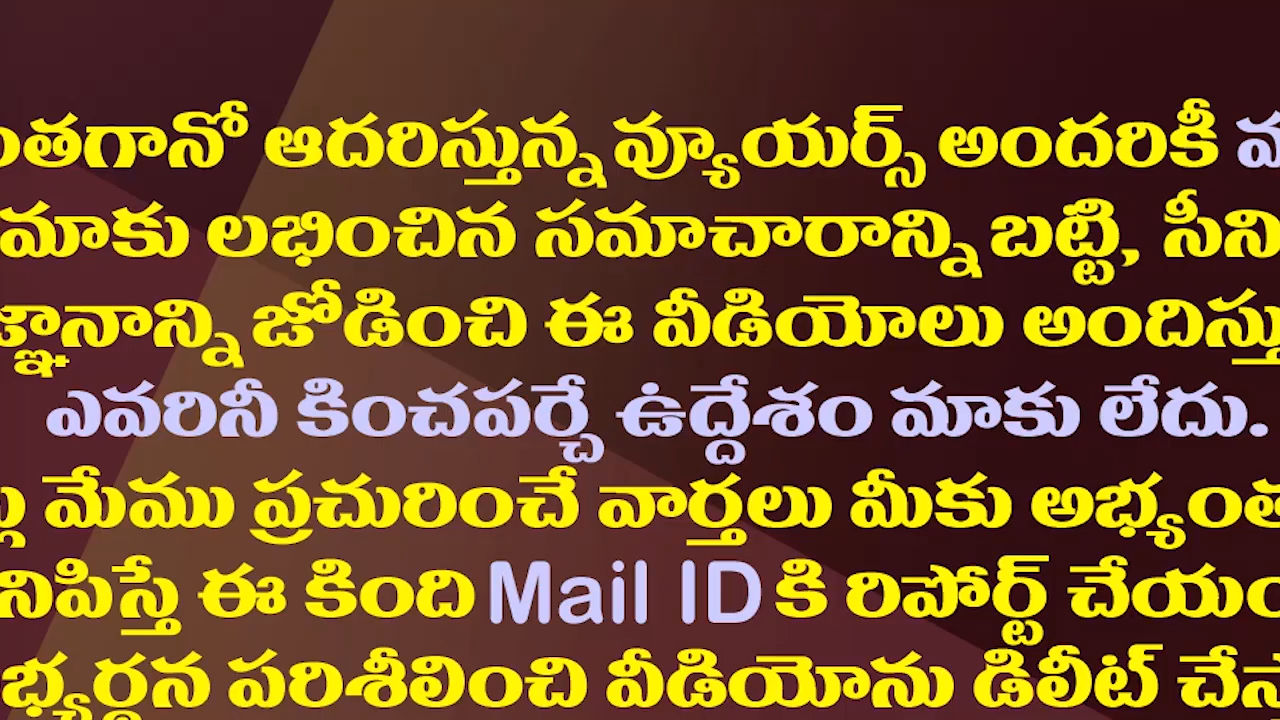 ంతగానో ఆదరిస్తున్న వ్యూయర్స్ అందరికీ
మాకు లభించిన సమాచారాన్ని బట్టి, సీని
జ్ఞానాన్ని జోడించి ఈ వీడియోలు అందిస్తు
ఎవరినీ కించపర్చే ఉద్దేశం మాకు లేదు.
మేము ప్రచురించే వార్తలు మీకు అభ్యంత
నిపిస్తే ఈ కింది Mail ID కి రిపోర్ట్ చేయం
భ్యర్థన పరిశీలించి వీడియోను డిలీట్ చేస